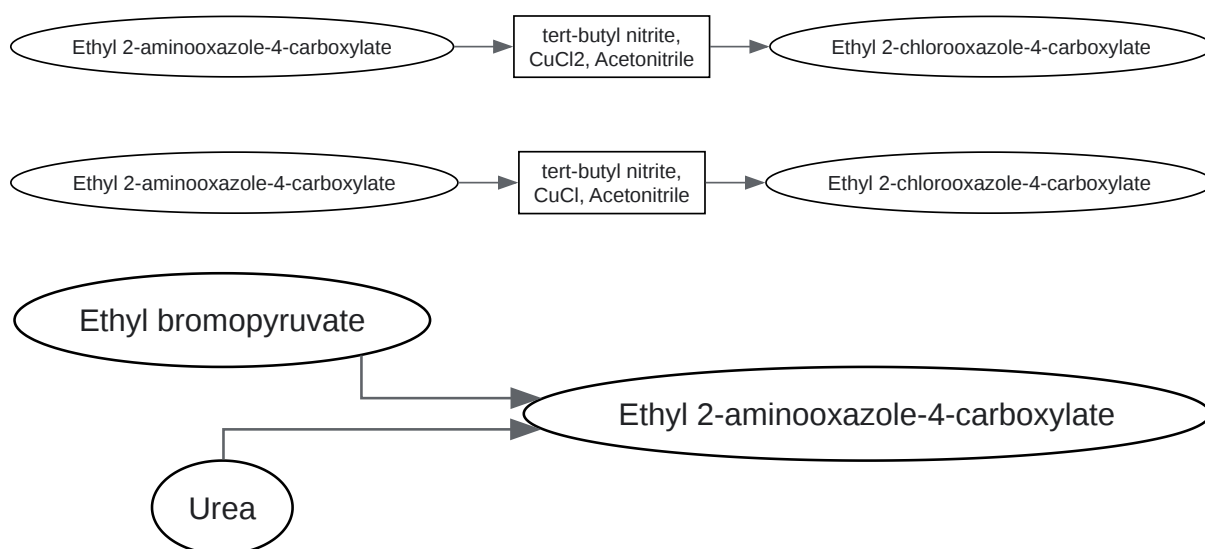 Ethyl 2-aminooxazole-4-carboxylate
tert-butyl nitrite,
CuCl2, Acetonitrile
Ethyl 2-chlorooxazole-4-carboxylate
Ethyl 2-aminooxazole-4-carboxylate
tert-butyl nitrite,
CuCl, Acetonitrile
Ethyl 2-chlorooxazole-4-carboxylate
Ethyl bromopyruvate
Ethyl 2-aminooxazole-4-carboxylate
Urea